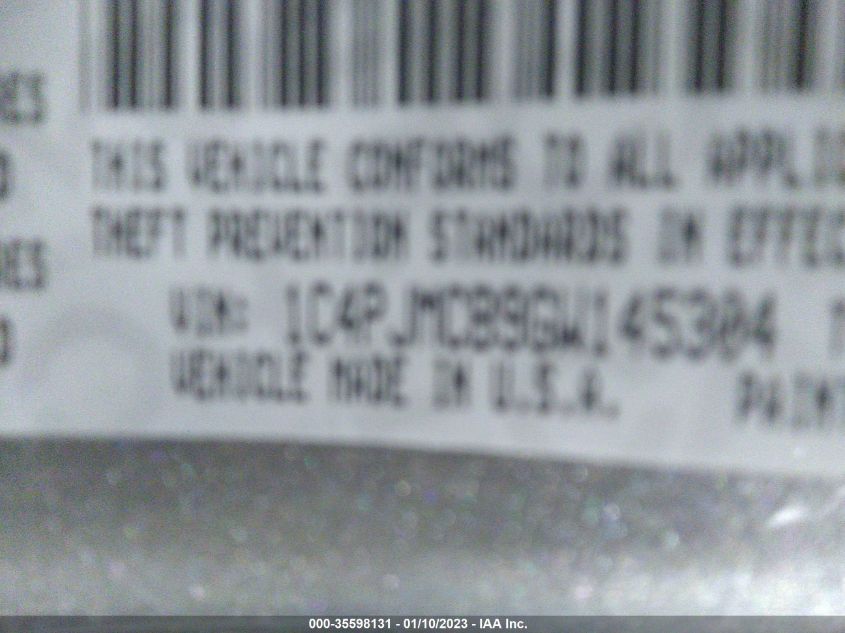 THIS VEHICLE CONFORMS TO ALL
THEFT PREVENTION STANDARDS IN
VIN: 1C4PJMCB9GW145304
VEHICLE MADE IN U.S.A.
000-35598131 - 01/10/2023 - IAA Inc.